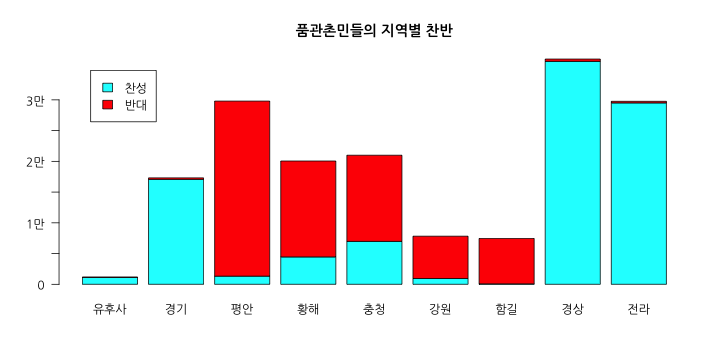 품관촌민들의 지역별 찬반
찬성
반대
3만
2만
1만
0
유후사 경기 평안 황해 충청 강원 함길 경상 전라